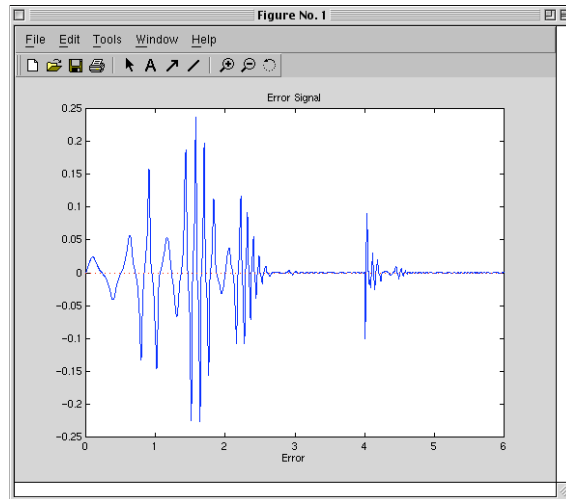 Figure No. 1
File Edit Tools Window Help
A
Error Signal
0.25
0.2
0.15
0.1
0.05
0
−0.05
−0.1
−0.15
−0.2
−0.25
0 1 2 3 4 5 6
Error